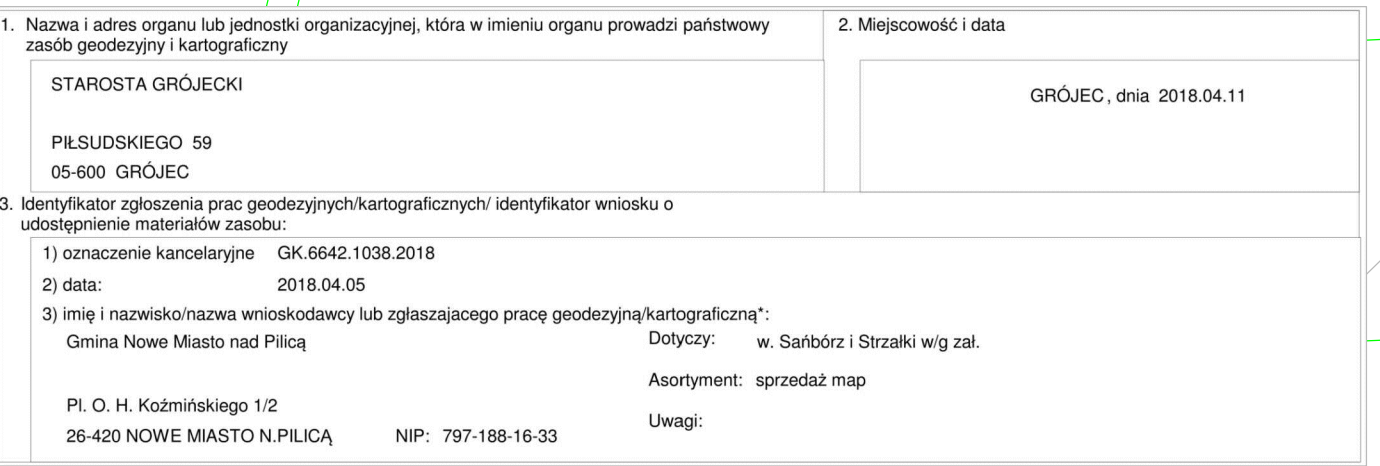 1. Nazwa i adres organu lub jednostki organizacyjnej, która w imieniu organu prowadzi państwowy
zasób geodezyjny i kartograficzny
STAROSTA GRÓJECKI
PIŁSUDSKIEGO 59
05-600 GRÓJEC
2. Miejscowość i data
GRÓJEC, dnia 2018.04.11
3. Identyfikator zgłoszenia prac geodezyjnych/kartograficznych/ identyfikator wniosku o
udostępnienie materiałów zasobu:
1) oznaczenie kancelaryjne GK.6642.1038.2018
2) data: 2018.04.05
3) imię i nazwisko/nazwa wnioskodawcy lub zgłaszajacego pracę geodezyjną/kartograficzną*:
Gmina Nowe Miasto nad Pilicą
Pl. O. H. Koźmińskiego 1/2
26-420 NOWE MIASTO N.PILICĄ NIP: 797-188-16-33
Dotyczy: w. Sańbórz i Strzałki w/g zał.
Asortyment: sprzedaż map
Uwagi: